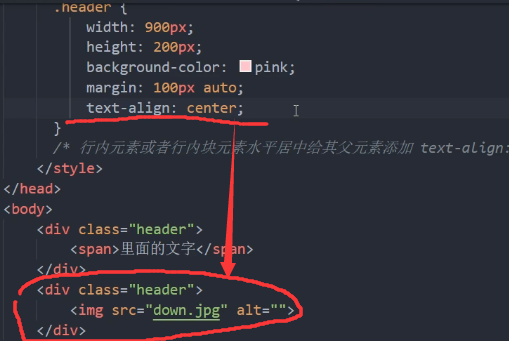 .header {
width: 900px;
height: 200px;
background-color: pink;
margin: 100px auto;
text-align: center;
}
/* 行内元素或者行内块元素水平居中给其父元素添加 text-align:
</style>
</head>
<body>
<div class="header">
<span>里面的文字</span>
</div>
<div class="header">
<img src="down.jpg" alt="">
</div>